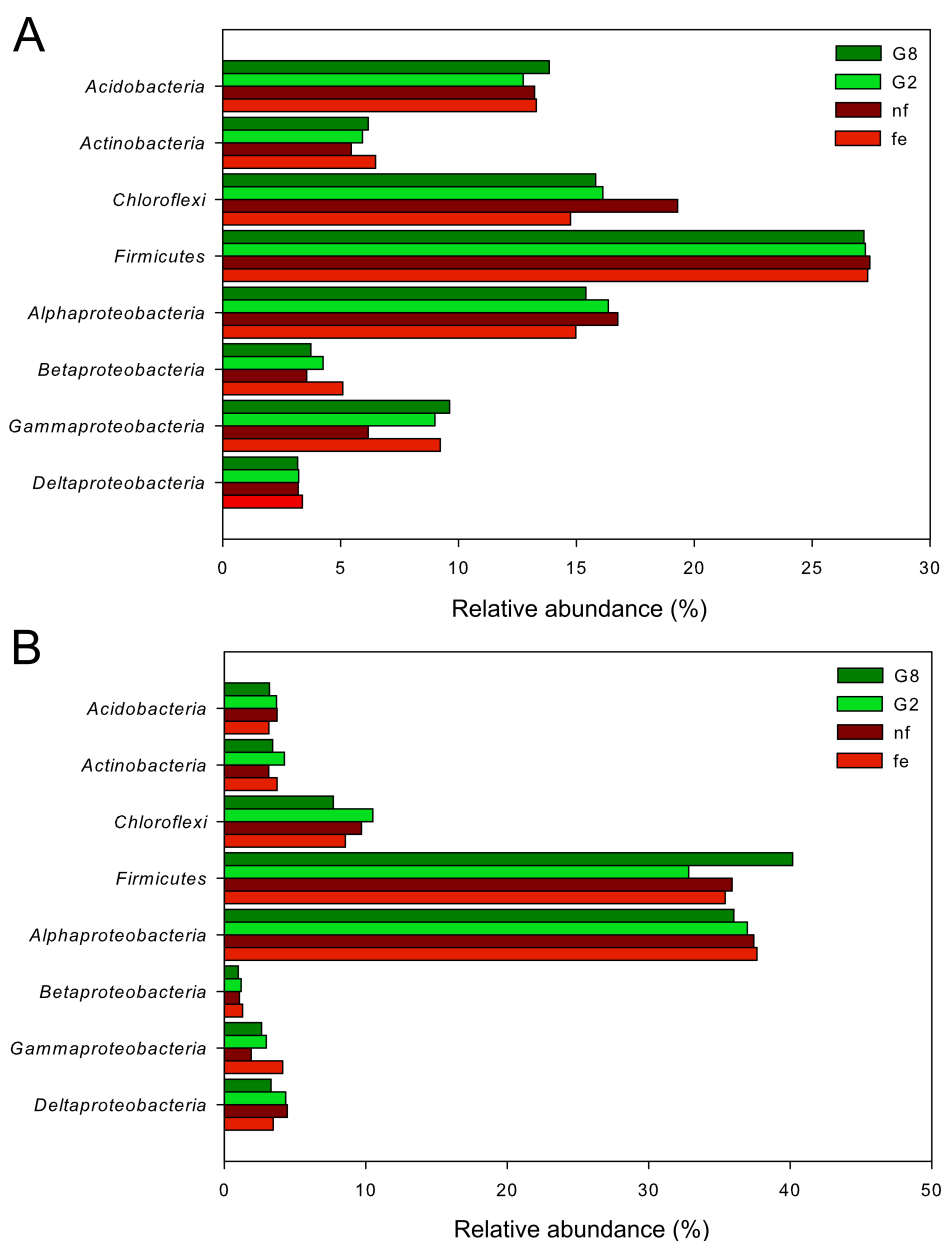 A
G8
G2
nf
fe
Acidobacteria
Actinobacteria
Chloroflexi
Firmicutes
Alphaproteobacteria
Betaproteobacteria
Gammaproteobacteria
Deltaproteobacteria
0 5 10 15 20 25 30
Relative abundance (%)
B
G8
G2
nf
fe
Acidobacteria
Actinobacteria
Chloroflexi
Firmicutes
Alphaproteobacteria
Betaproteobacteria
Gammaproteobacteria
Deltaproteobacteria
0 10 20 30 40 50
Relative abundance (%)